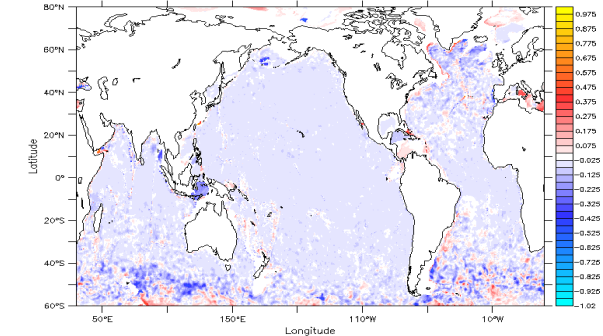 80°N
60°N
40°N
20°N
0°
20°S
40°S
60°S
Latitude
50°E
150°E
110°W
10°W
Longitude
0.975
0.875
0.775
0.675
0.575
0.475
0.375
0.275
0.175
0.075
-0.025
-0.125
-0.225
-0.325
-0.425
-0.525
-0.625
-0.725
-0.825
-0.925
-1.02